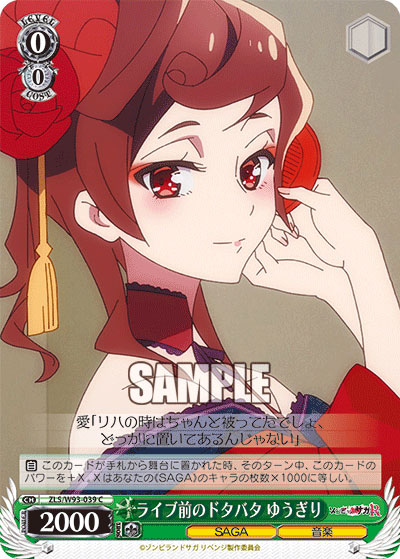 LEVEL
0
0
COST
SAMPLE
愛「リハの時はちゃんと被ってたでしょ、
どっかに置いてあるんじゃない」
このカードが手札から舞台に置かれた時、そのターン中、このカードの
パワーを+X。Xはあなたの《SAGA》のキャラの枚数×1000に等しい。
CH ZLS/W93-039 C
2000
ライブ前のドタバタ ゆうぎり
SAGA
音楽
©ゾンビランドサガ リベンジ製作委員会